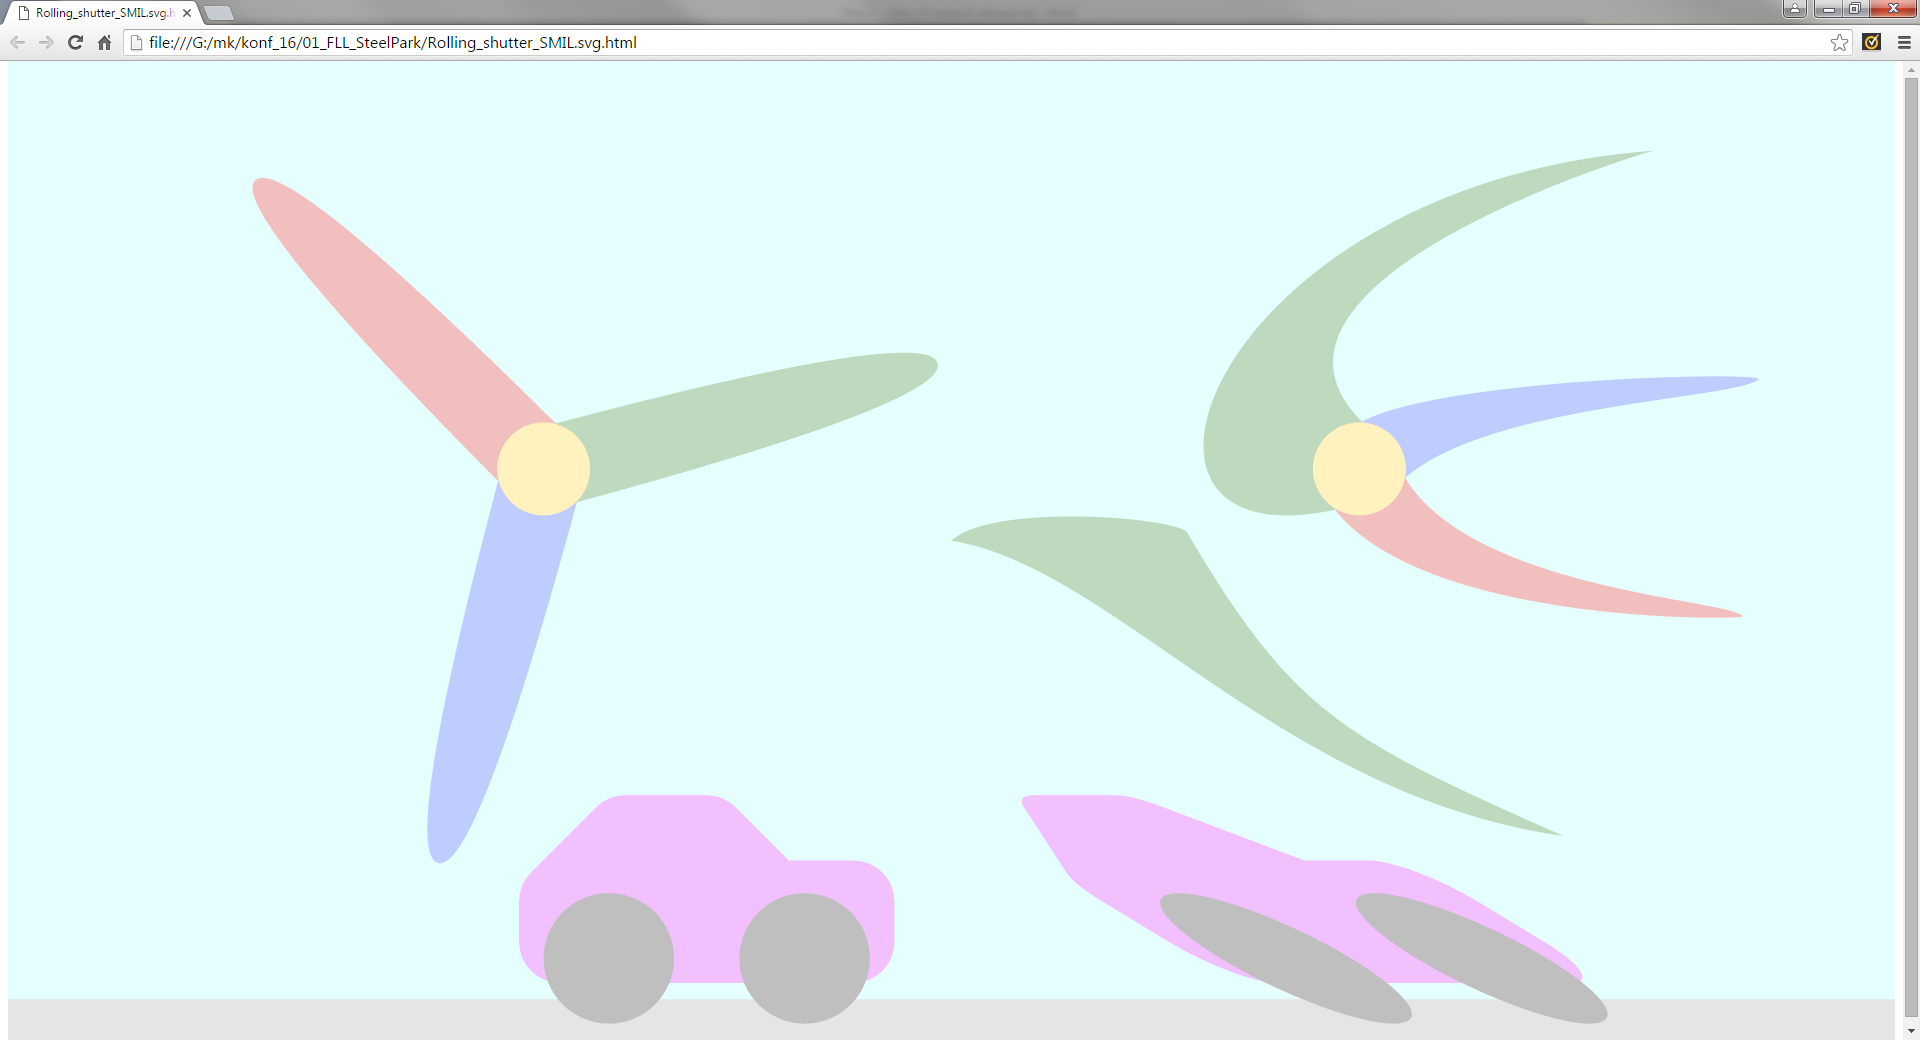 Rolling_shutter_SMIL.svg.h
file:///G:/mk/konf_16/01_FLL_SteelPark/Rolling_shutter_SMIL.svg.html